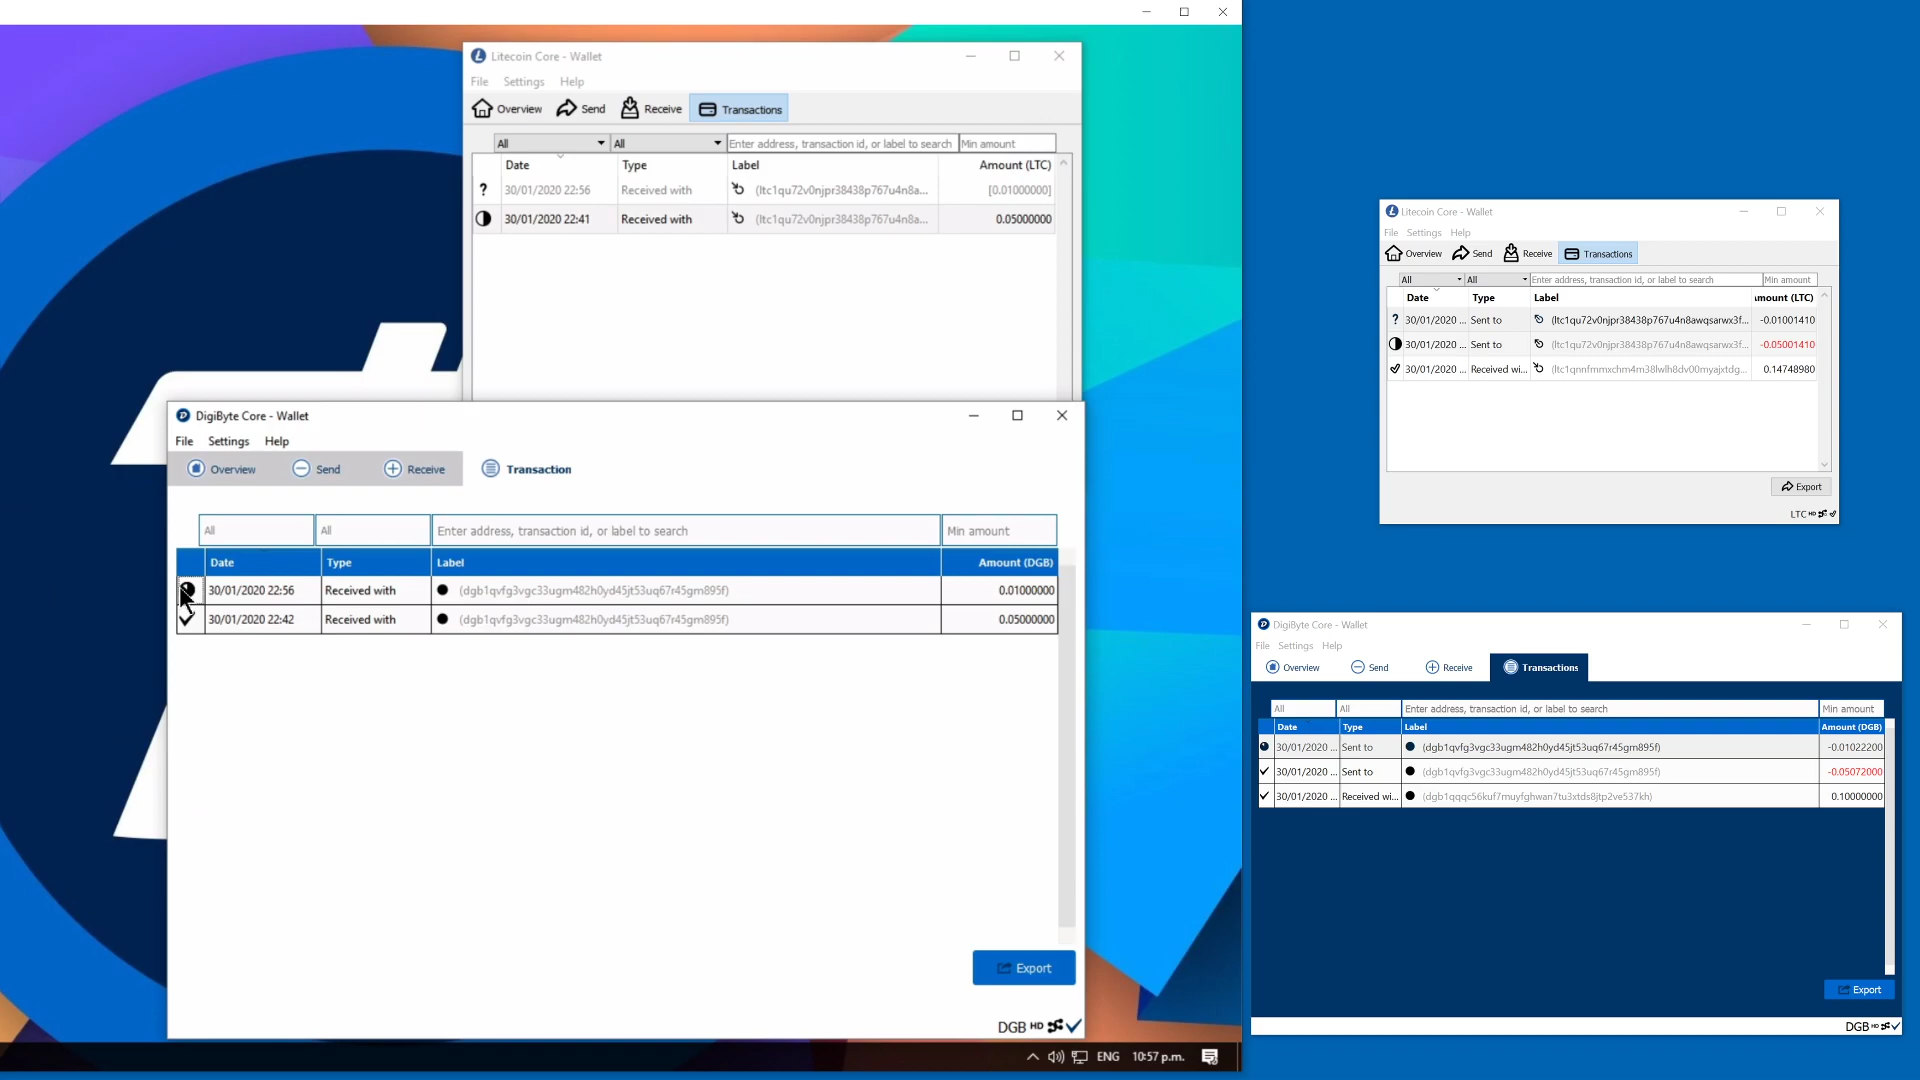 Litecoin Core - Wallet
File Settings Help
Overview Send Receive Transactions
All All Enter address, transaction id, or label to search Min amount
Date Type Label Amount (LTC)
? 30/01/2020 22:56 Received with (ltc1qu72v0njpr38438p767u4n8a... [0.01000000]
30/01/2020 22:41 Received with (ltc1qu72v0njpr38438p767u4n8a... 0.05000000
DigiByte Core - Wallet
File Settings Help
Overview Send Receive Transaction
All All Enter address, transaction id, or label to search Min amount
Date Type Label Amount (DGB)
30/01/2020 22:56 Received with (dgb1qvfg3vgc33ugm482h0yd45jt53uq67r45gm895f) 0.01000000
30/01/2020 22:42 Received with (dgb1qvfg3vgc33ugm482h0yd45jt53uq67r45gm895f) 0.05000000
Export
DGB HD
ENG 10:57 p.m.
Litecoin Core - Wallet
File Settings Help
Overview Send Receive Transactions
All All Enter address, transaction id, or label to search Min amount
Date Type Label mount (LTC)
? 30/01/2020 ... Sent to (ltc1qu72v0njpr38438p767u4n8awqsarwx3f... -0.01001410
30/01/2020 ... Sent to (ltc1qu72v0njpr38438p767u4n8awqsarwx3f... -0.05001410
30/01/2020 ... Received wi... (ltc1qnnfmmxchm4m38lwlh8dv00myajxtdg... 0.14748980
Export
LTC HD
DigiByte Core - Wallet
File Settings Help
Overview Send Receive Transactions
All All Enter address, transaction id, or label to search Min amount
Date Type Label Amount (DGB)
30/01/2020 ... Sent to (dgb1qvfg3vgc33ugm482h0yd45jt53uq67r45gm895f) -0.01022200
30/01/2020 ... Sent to (dgb1qvfg3vgc33ugm482h0yd45jt53uq67r45gm895f) -0.05072000
30/01/2020 ... Received wi... (dgb1qqqc56kuf7muyfghwan7tu3xtds8jtp2ve537kh) 0.10000000
Export
DGB HD